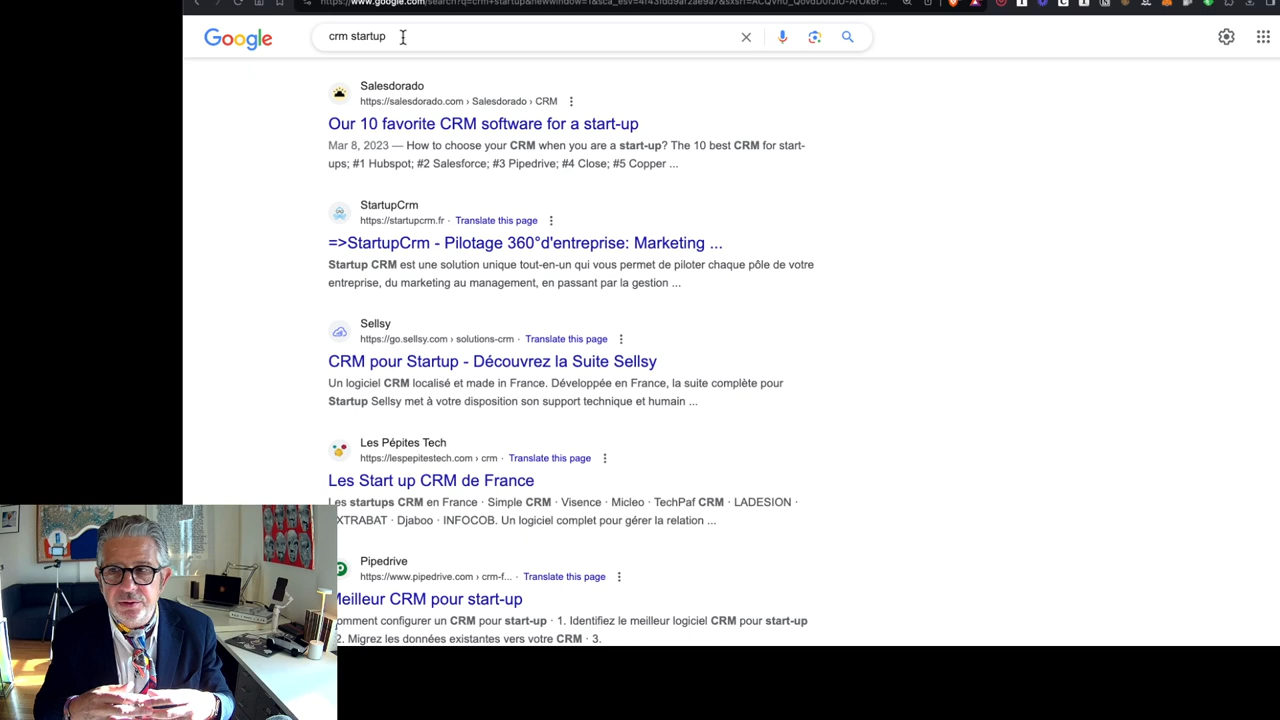 Google
crm startup
Salesdorado
https://salesdorado.com › Salesdorado › CRM
Our 10 favorite CRM software for a start-up
Mar 8, 2023 — How to choose your CRM when you are a start-up? The 10 best CRM for start-
ups; #1 Hubspot; #2 Salesforce; #3 Pipedrive; #4 Close; #5 Copper ...
StartupCrm
https://startupcrm.fr · Translate this page
=>StartupCrm - Pilotage 360°d'entreprise: Marketing ...
Startup CRM est une solution unique tout-en-un qui vous permet de piloter chaque pôle de votre
entreprise, du marketing au management, en passant par la gestion ...
Sellsy
https://go.sellsy.com › solutions-crm · Translate this page
CRM pour Startup - Découvrez la Suite Sellsy
Un logiciel CRM localisé et made in France. Développée en France, la suite complète pour
Startup Sellsy met à votre disposition son support technique et humain ...
Les Pépites Tech
https://lespepitestech.com › crm · Translate this page
Les Start up CRM de France
Les startups CRM en France · Simple CRM · Visence · Micleo · TechPaf CRM · LADESION ·
XTRABAT · Djaboo · INFOCOB. Un logiciel complet pour gérer la relation ...
Pipedrive
https://www.pipedrive.com › crm-f... · Translate this page
Meilleur CRM pour start-up
omment configurer un CRM pour start-up · 1. Identifiez le meilleur logiciel CRM pour start-up
2. Migrez les données existantes vers votre CRM · 3.